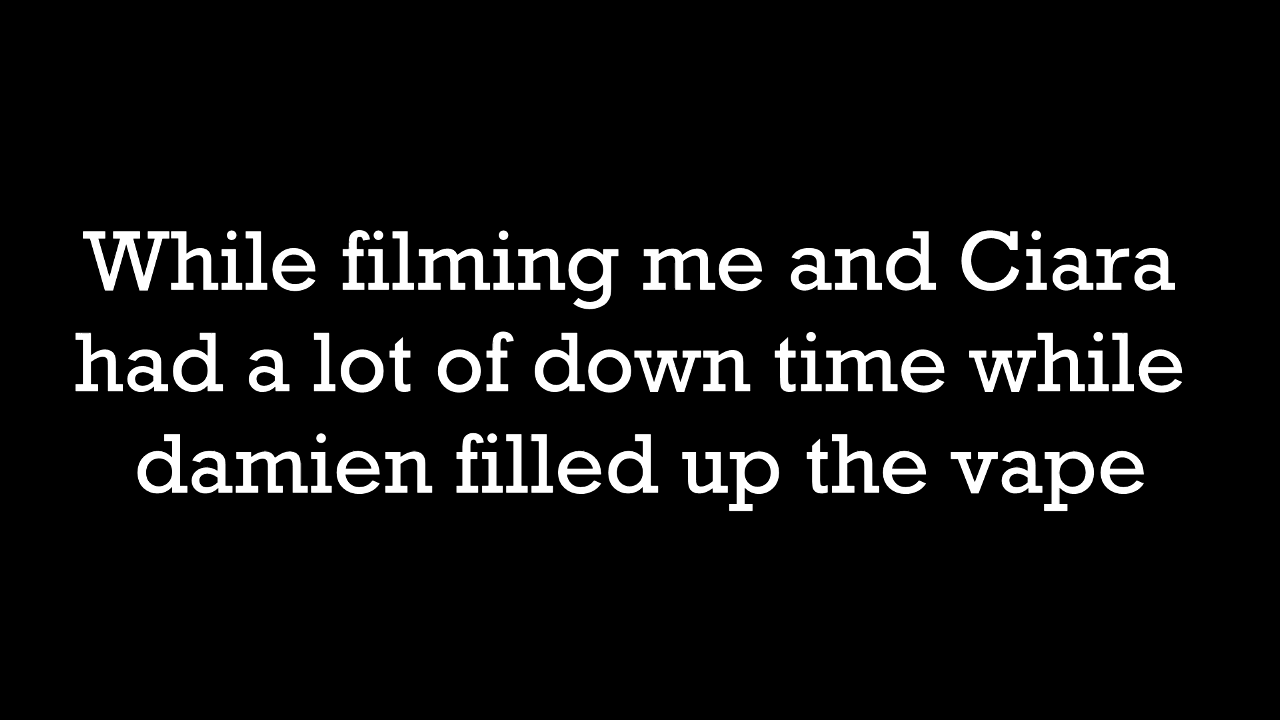 While filming me and Ciara
had a lot of down time while
damien filled up the vape